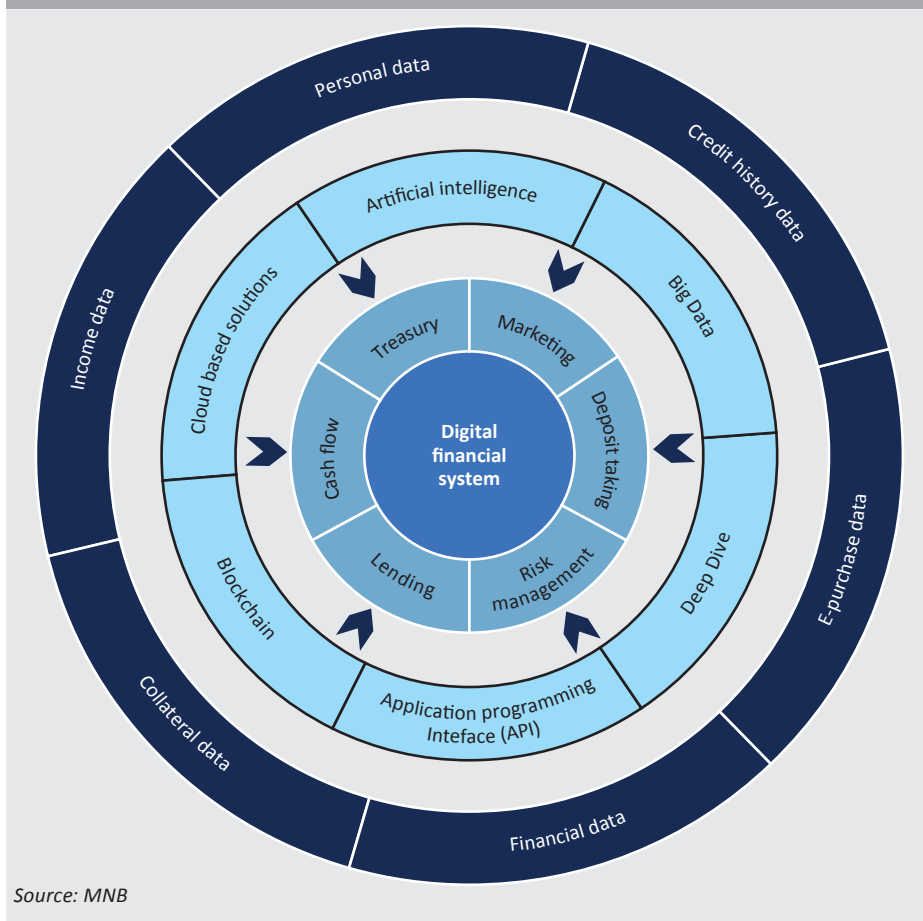 Personal data
Credit history data
E-purchase data
Financial data
Collateral data
Income data
Artificial intelligence
Big Data
Deep Dive
Application programming
Inteface (API)
Blockchain
Cloud based solutions
Treasury
Marketing
Deposit taking
Risk
management
Lending
Cash flow
Digital
financial
system
Source: MNB